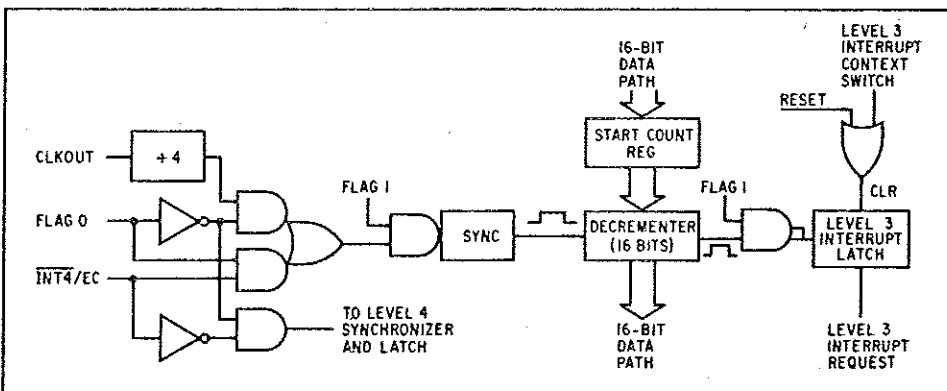 LEVEL 3
INTERRUPT
CONTEXT
SWITCH
16-BIT
DATA
PATH
RESET
START COUNT
REG
CLKOUT
÷4
FLAG 1
FLAG 1
CLR
FLAG 0
SYNC
DECREMENTER
(16 BITS)
LEVEL 3
INTERRUPT
LATCH
INT4/EC
TO LEVEL 4
SYNCHRONIZER
AND LATCH
16-BIT
DATA
PATH
LEVEL 3
INTERRUPT
REQUEST